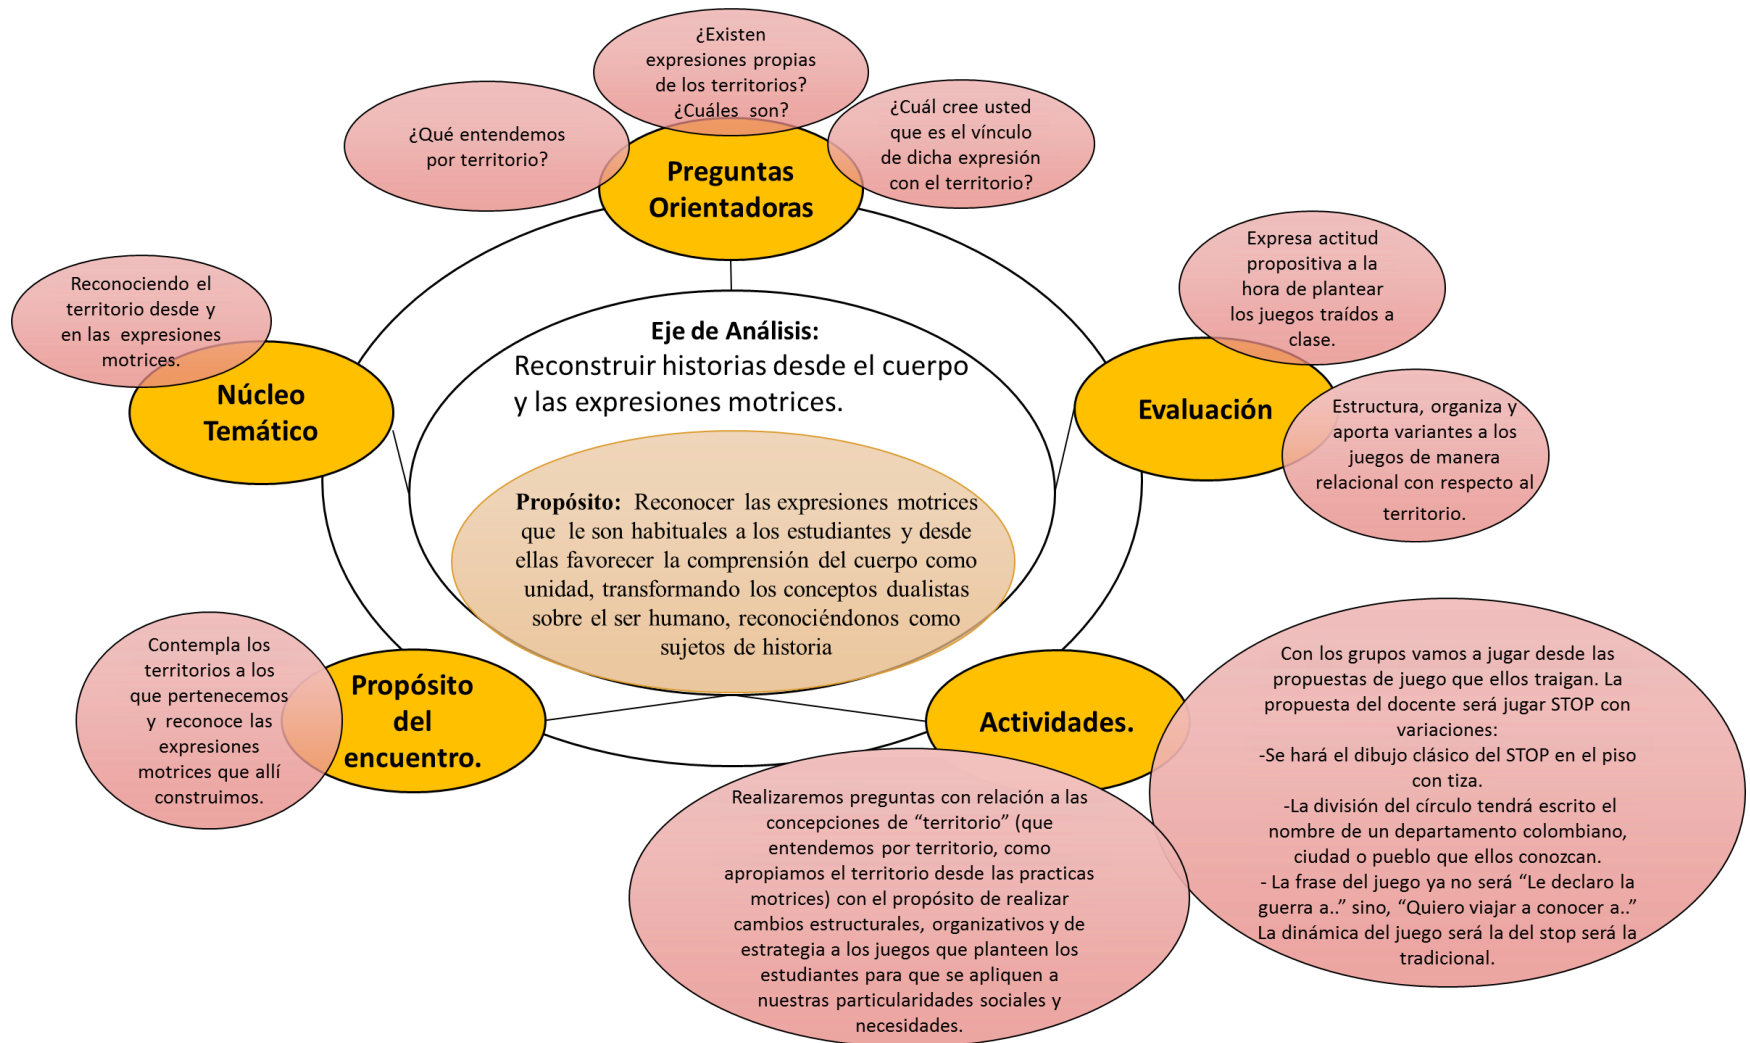 ¿Existen
expresiones propias
de los territorios?
¿Cuáles son?
¿Qué entendemos
por territorio?
¿Cuál cree usted
que es el vínculo
de dicha expresión
con el territorio?
Preguntas
Orientadoras
Reconociendo el
territorio desde y
en las expresiones
motrices.
Núcleo
Temático
Eje de Análisis:
Reconstruir historias desde el cuerpo
y las expresiones motrices.
Propósito: Reconocer las expresiones motrices
que le son habituales a los estudiantes y desde
ellas favorecer la comprensión del cuerpo como
unidad, transformando los conceptos dualistas
sobre el ser humano, reconociéndonos como
sujetos de historia
Expresa actitud
propositiva a la
hora de plantear
los juegos traídos a
clase.
Evaluación
Estructura, organiza y
aporta variantes a los
juegos de manera
relacional con respecto al
territorio.
Contempla los
territorios a los
que pertenecemos
y reconoce las
expresiones
motrices que allí
construimos.
Propósito
del
encuentro.
Actividades.
Realizaremos preguntas con relación a las
concepciones de “territorio” (que
entendemos por territorio, como
apropiamos el territorio desde las practicas
motrices) con el propósito de realizar
cambios estructurales, organizativos y de
estrategia a los juegos que planteen los
estudiantes para que se apliquen a
nuestras particularidades sociales y
necesidades.
Con los grupos vamos a jugar desde las
propuestas de juego que ellos traigan. La
propuesta del docente será jugar STOP con
variaciones:
-Se hará el dibujo clásico del STOP en el piso
con tiza.
-La división del círculo tendrá escrito el
nombre de un departamento colombiano,
ciudad o pueblo que ellos conozcan.
- La frase del juego ya no será “Le declaro la
guerra a..” sino, “Quiero viajar a conocer a..”
La dinámica del juego será la del stop será la
tradicional.